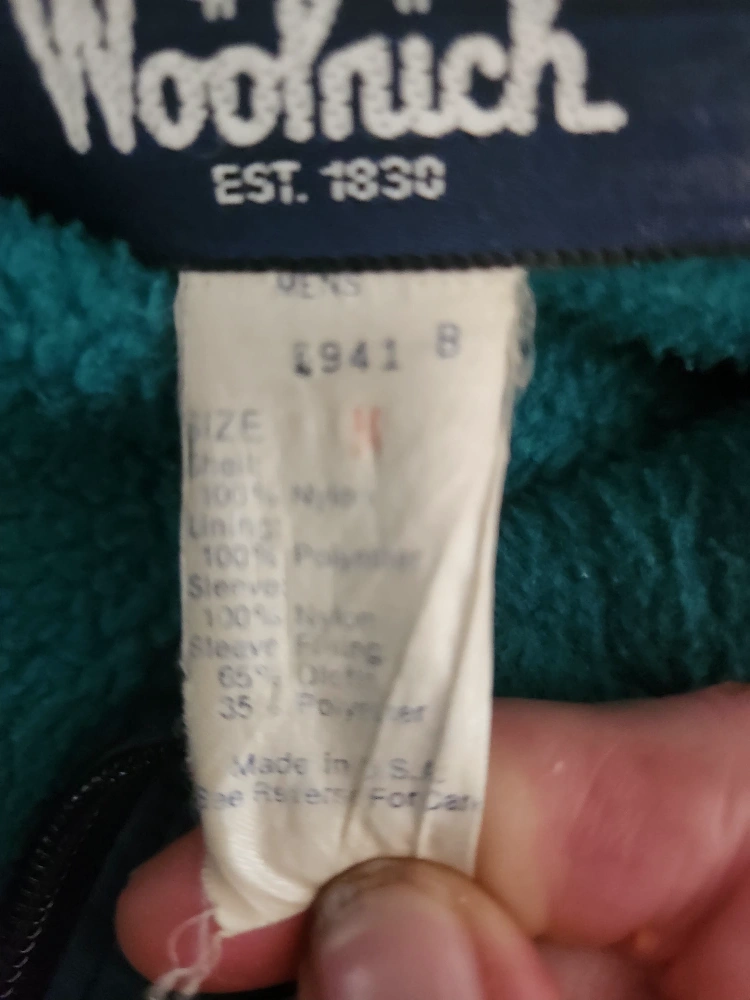 Woolrich
EST. 1830
MENS
941 B
SIZE
Shell:
100% Nylon
Lining:
100% Polyester
Sleeve:
100% Nylon
Sleeve Filling
65% Olefin
35% Polyester
Made in U.S.A.
See Reverse For Care